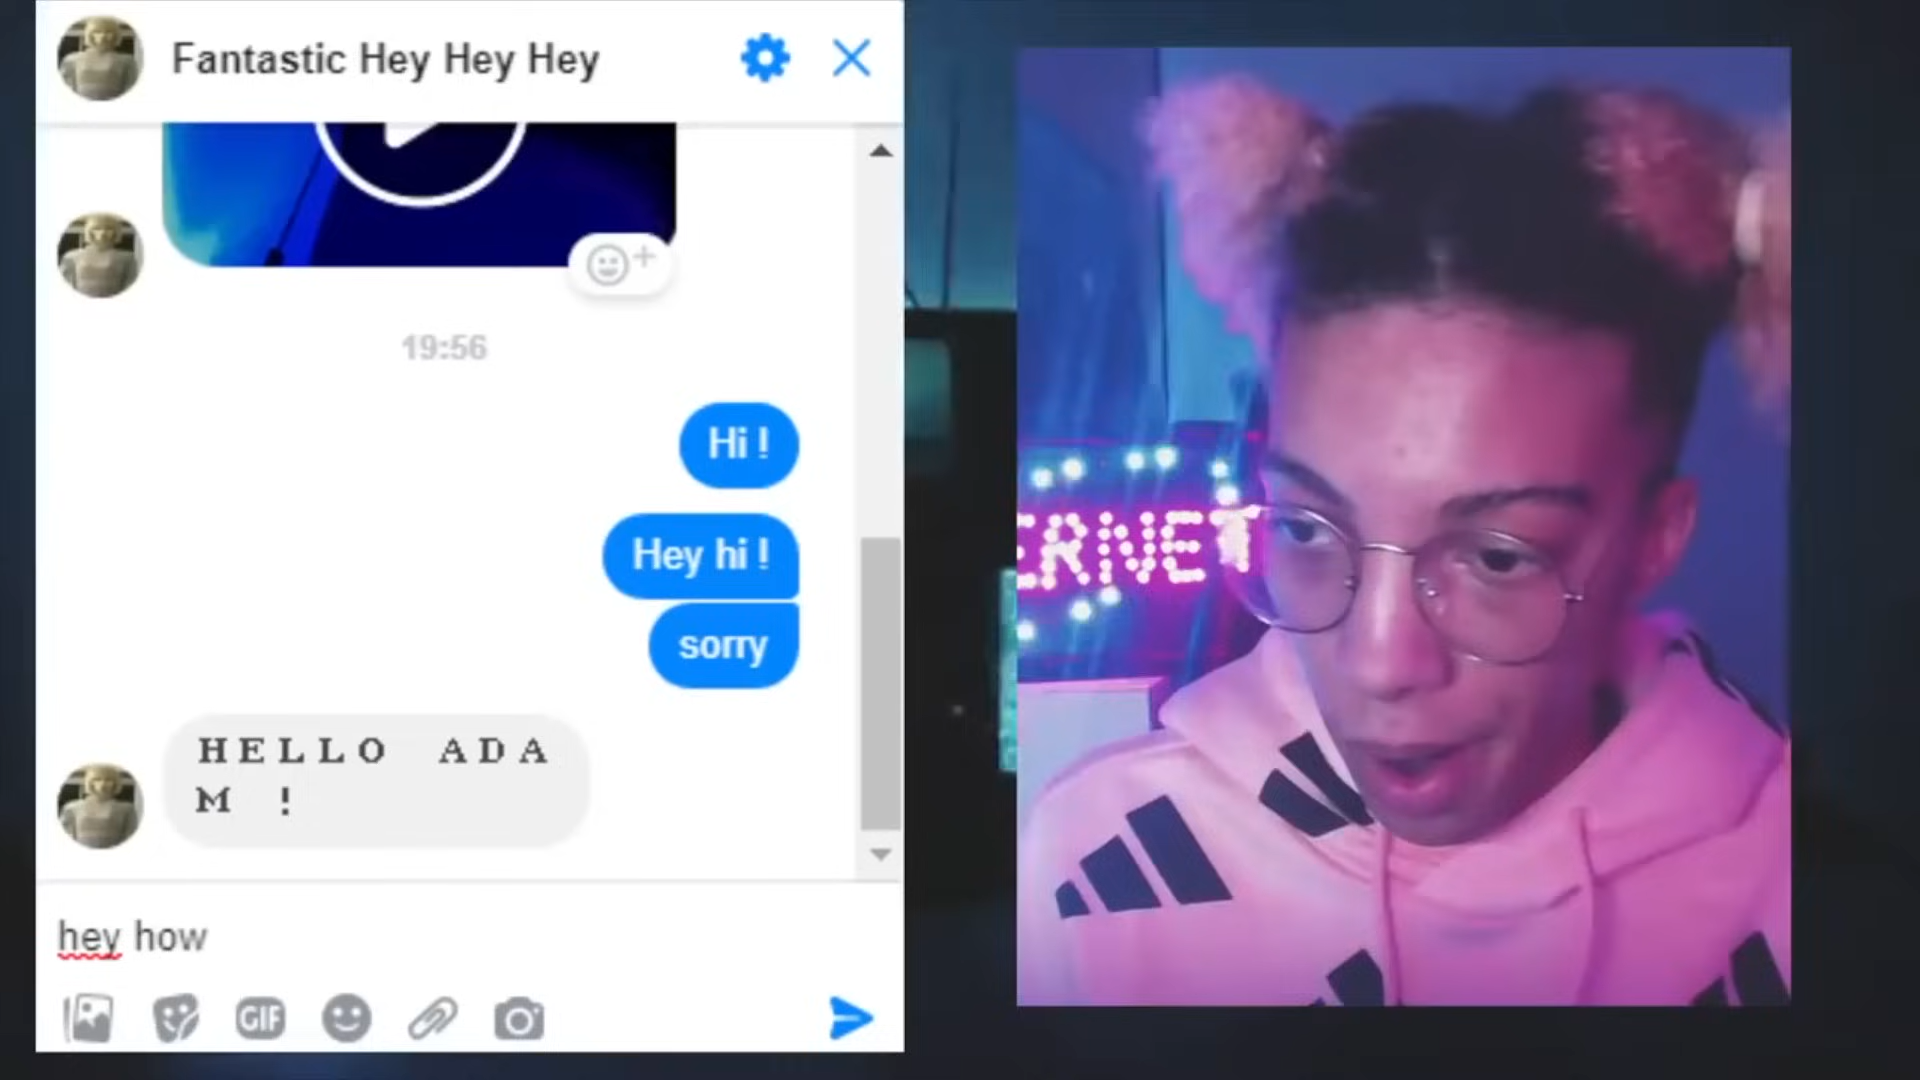 Fantastic Hey Hey Hey
19:56
Hi !
Hey hi !
sorry
HELLO ADA
M !
hey how
GIF
ERNET